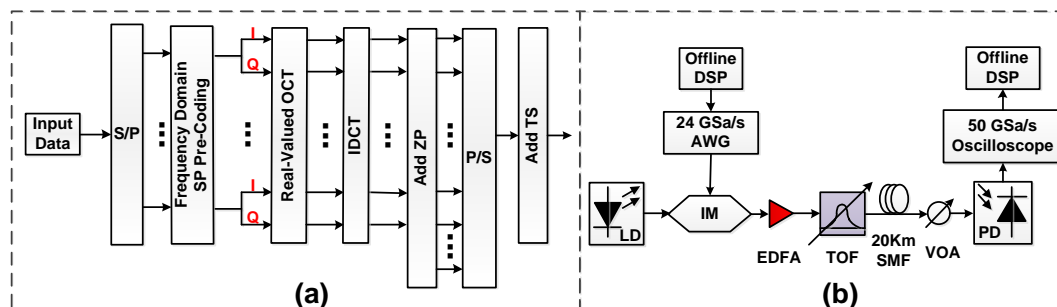 Input
Data
S/P
Frequency Domain
SP Pre-Coding
I
Q
I
Q
Real-Valued OCT
IDCT
Add ZP
P/S
Add TS
(a)
Offline
DSP
24 GSa/s
AWG
LD
IM
EDFA
TOF
20Km
SMF
VOA
PD
50 GSa/s
Oscilloscope
Offline
DSP
(b)